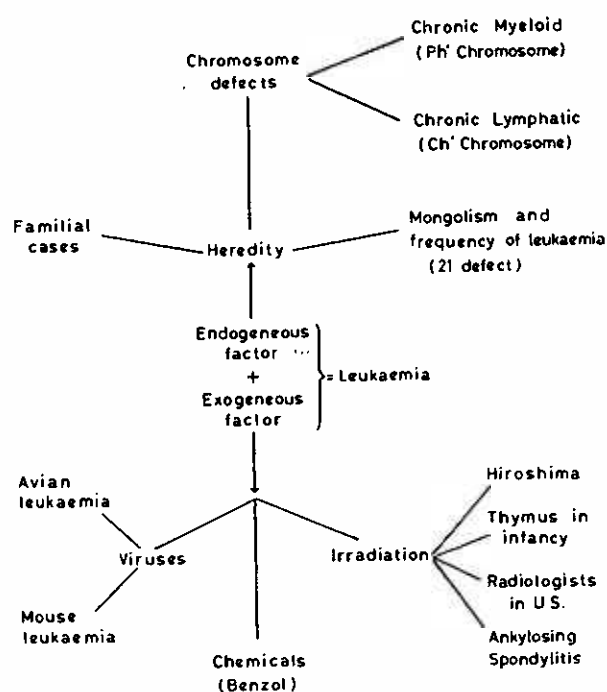 Chronic Myeloid
(Ph' Chromosome)
Chromosome
defects
Chronic Lymphatic
(Ch' Chromosome)
Familial
cases
Heredity
Mongolism and
frequency of leukaemia
(21 defect)
Endogeneous
factor ...
+
Exogeneous
factor
= Leukaemia
Avian
leukaemia
Viruses
Mouse
leukaemia
Chemicals
(Benzol)
Irradiation
Hiroshima
Thymus in
infancy
Radiologists
in U.S.
Ankylosing
Spondylitis